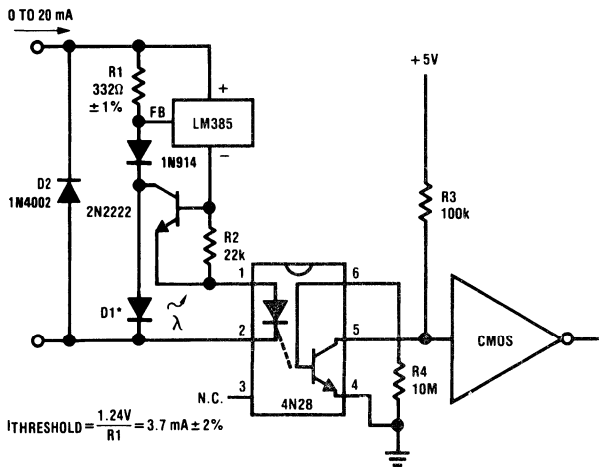 0 TO 20 mA
R1
332Ω
±1%
FB
+
LM385
−
1N914
D2
1N4002
2N2222
R2
22k
D1*
λ
+5V
R3
100k
1
6
2
5
CMOS
N.C.
3
4
4N28
R4
10M
ITHRESHOLD = 1.24V / R1 = 3.7 mA ± 2%